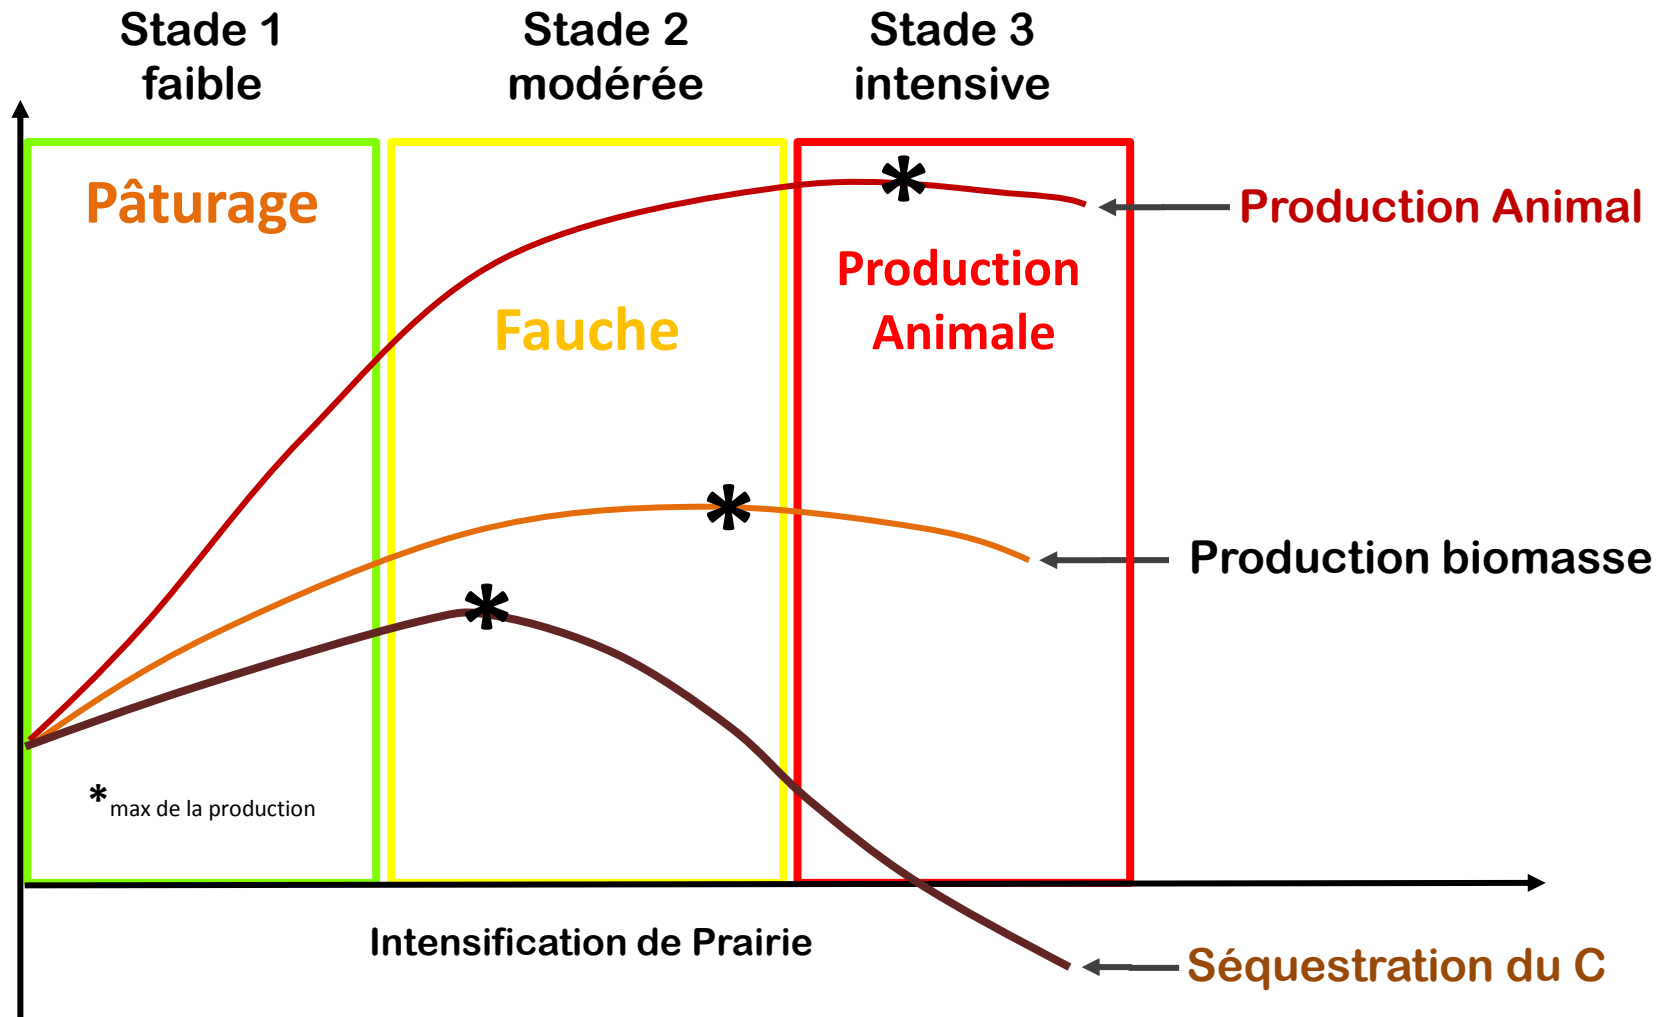 Stade 1
faible
Stade 2
modérée
Stade 3
intensive
Pâturage
Fauche
Production
Animale
Production Animal
Production biomasse
*max de la production
Intensification de Prairie
Séquestration du C